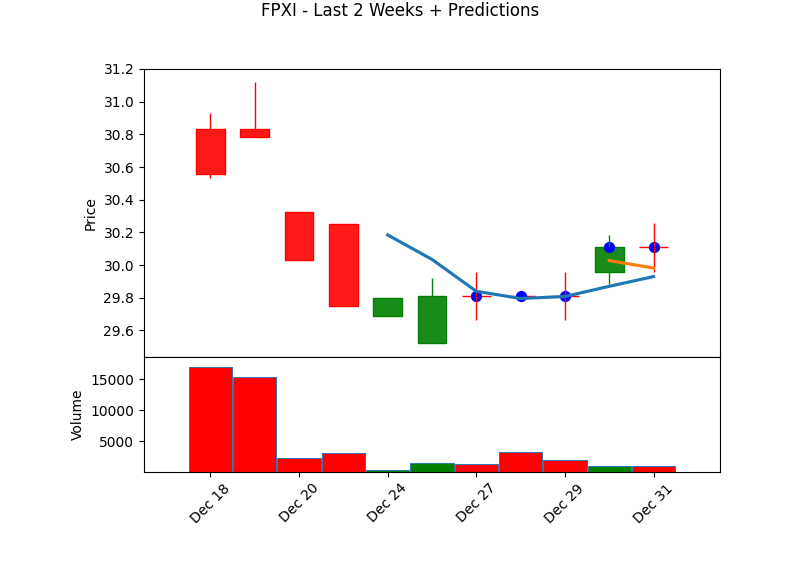 FPXI - Last 2 Weeks + Predictions
31.2
31.0
30.8
30.6
30.4
30.2
30.0
29.8
29.6
Price
15000
10000
5000
Volume
Dec 18
Dec 20
Dec 24
Dec 27
Dec 29
Dec 31